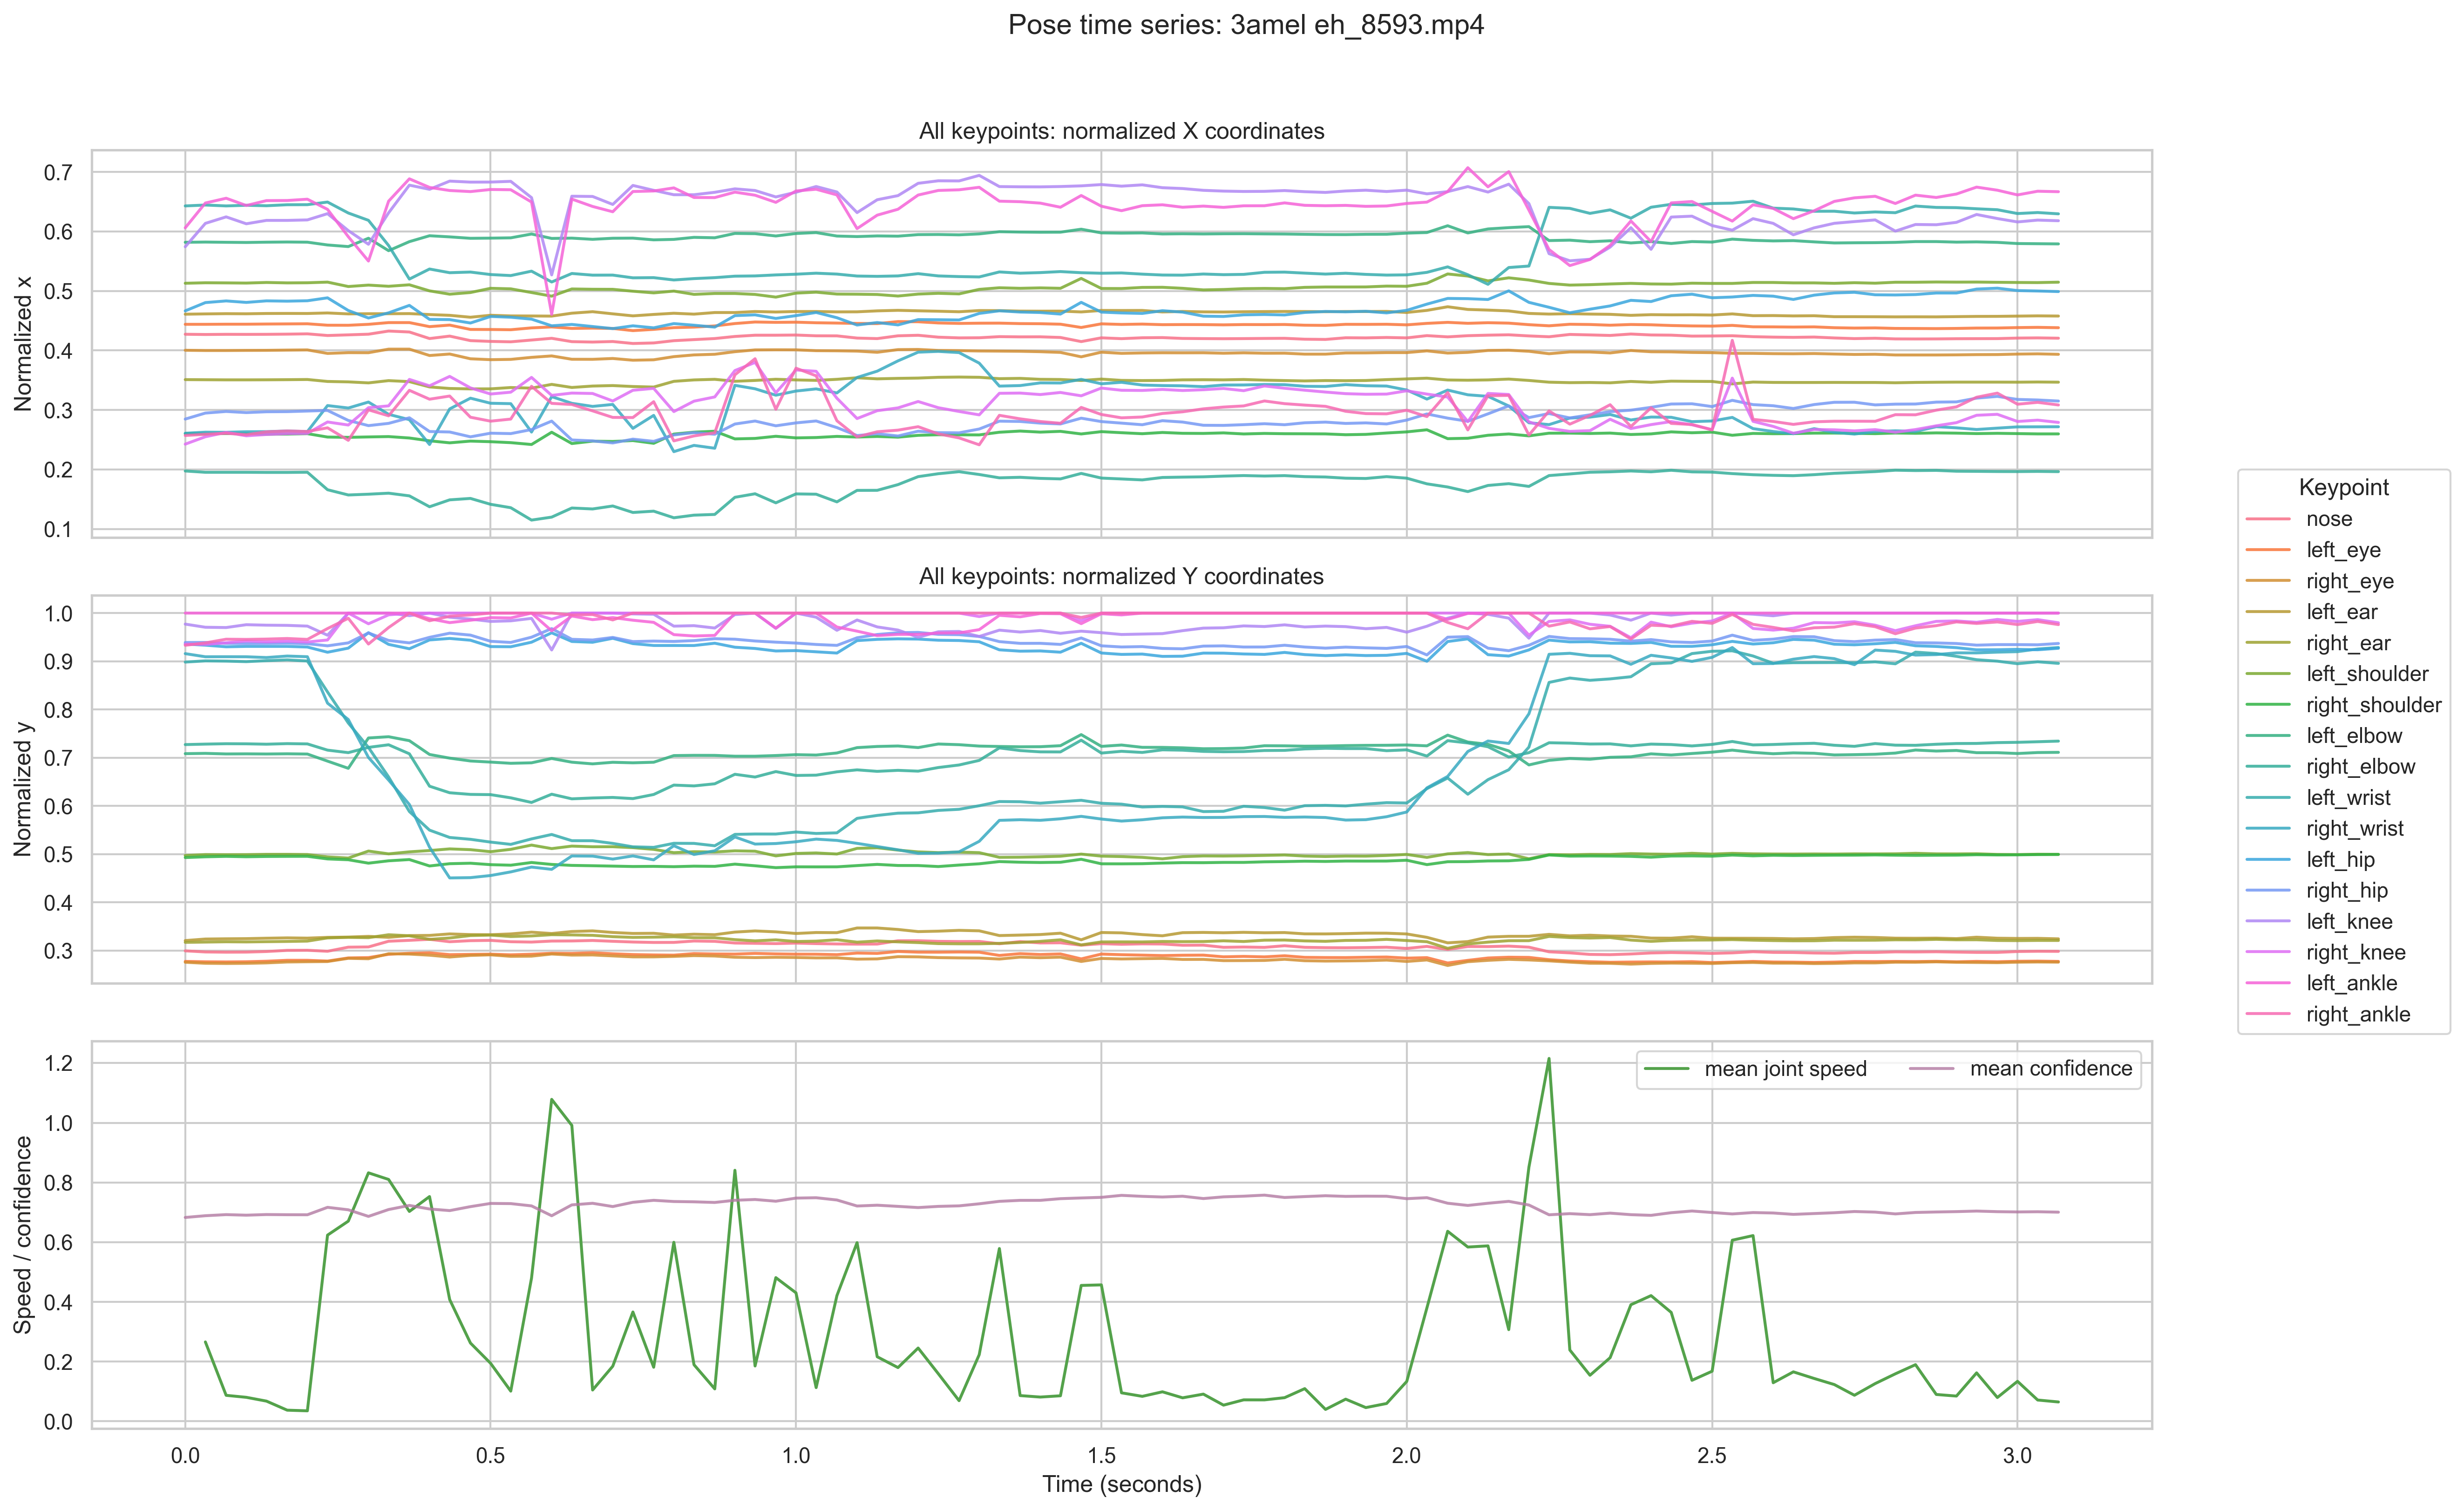 Pose time series: 3amel eh_8593.mp4
All keypoints: normalized X coordinates
Normalized x
0.7
0.6
0.5
0.4
0.3
0.2
0.1
All keypoints: normalized Y coordinates
Normalized y
1.0
0.9
0.8
0.7
0.6
0.5
0.4
0.3
Keypoint
nose
left_eye
right_eye
left_ear
right_ear
left_shoulder
right_shoulder
left_elbow
right_elbow
left_wrist
right_wrist
left_hip
right_hip
left_knee
right_knee
left_ankle
right_ankle
mean joint speed mean confidence
Speed / confidence
1.2
1.0
0.8
0.6
0.4
0.2
0.0
0.0 0.5 1.0 1.5 2.0 2.5 3.0
Time (seconds)